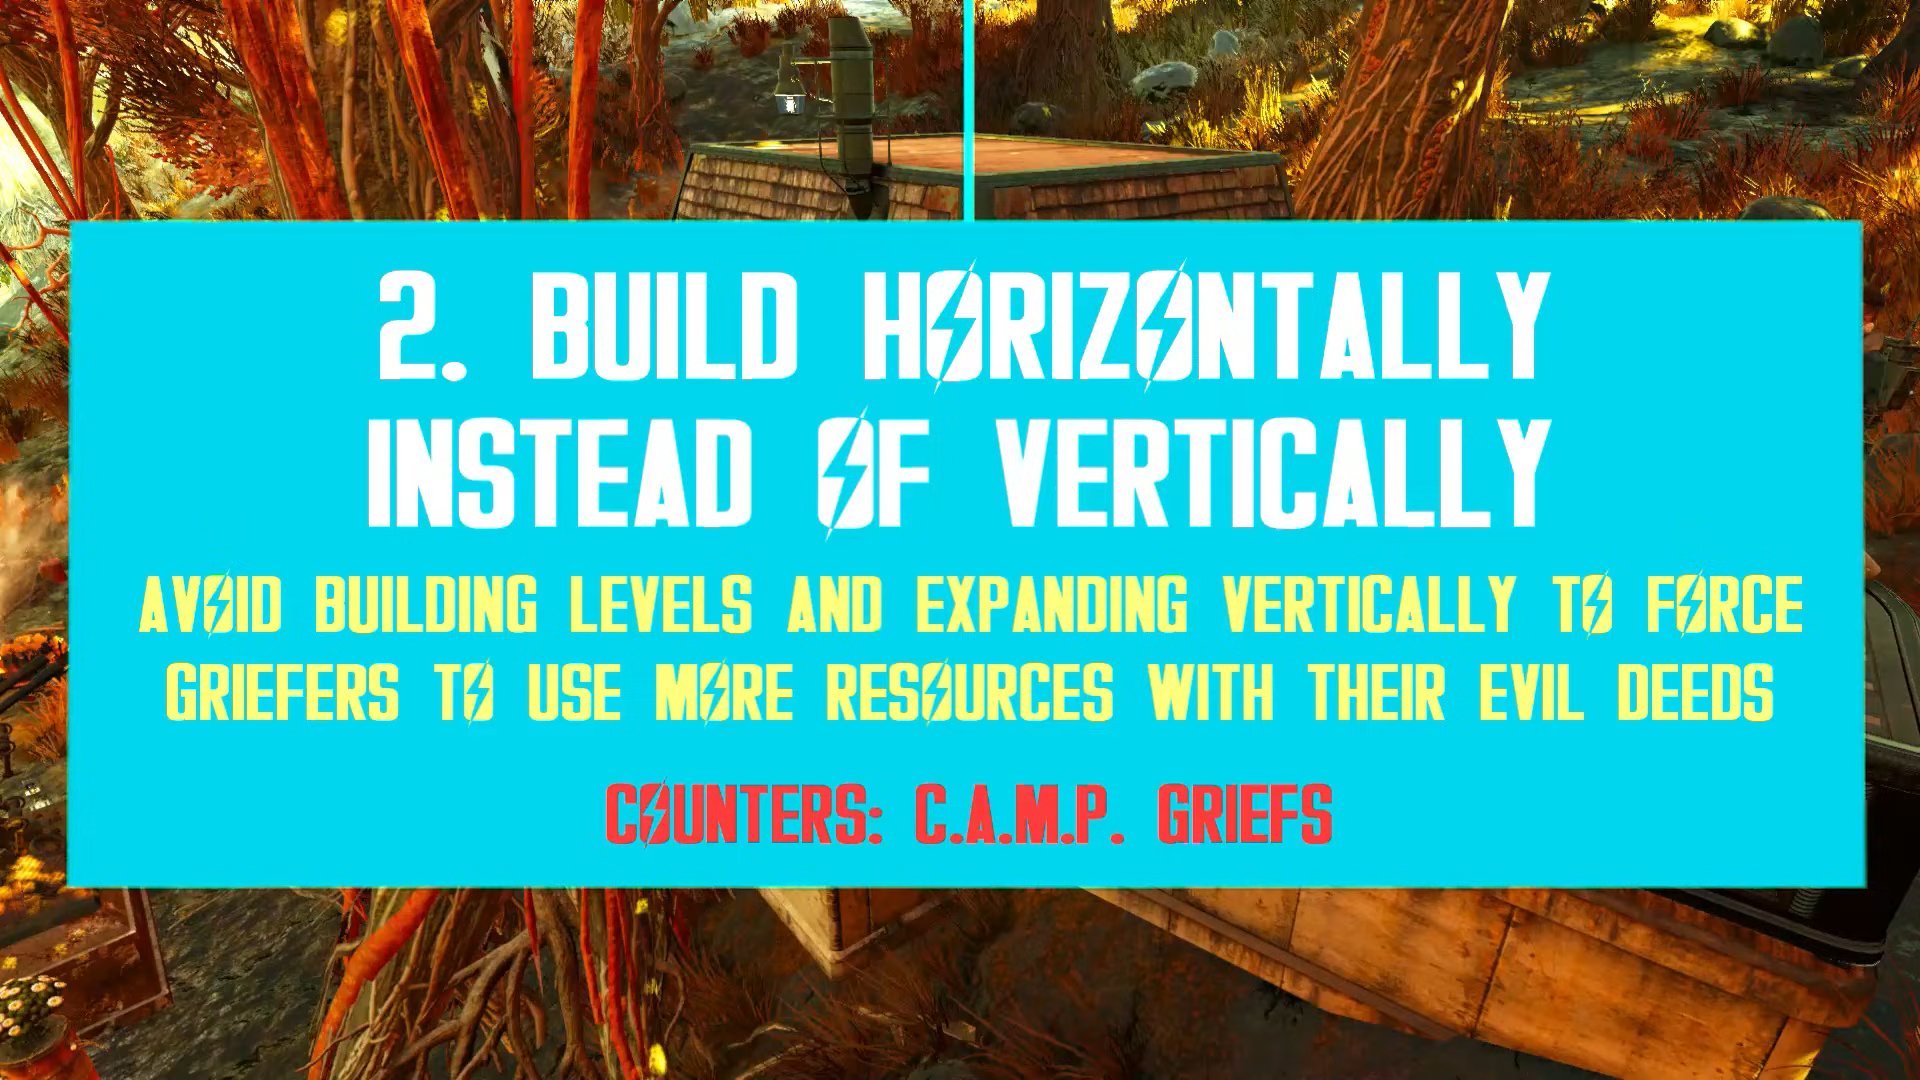 2. BUILD HORIZONTALLY
INSTEAD OF VERTICALLY
AVOID BUILDING LEVELS AND EXPANDING VERTICALLY TO FORCE
GRIEFERS TO USE MORE RESOURCES WITH THEIR EVIL DEEDS
COUNTERS: C.A.M.P. GRIEFS